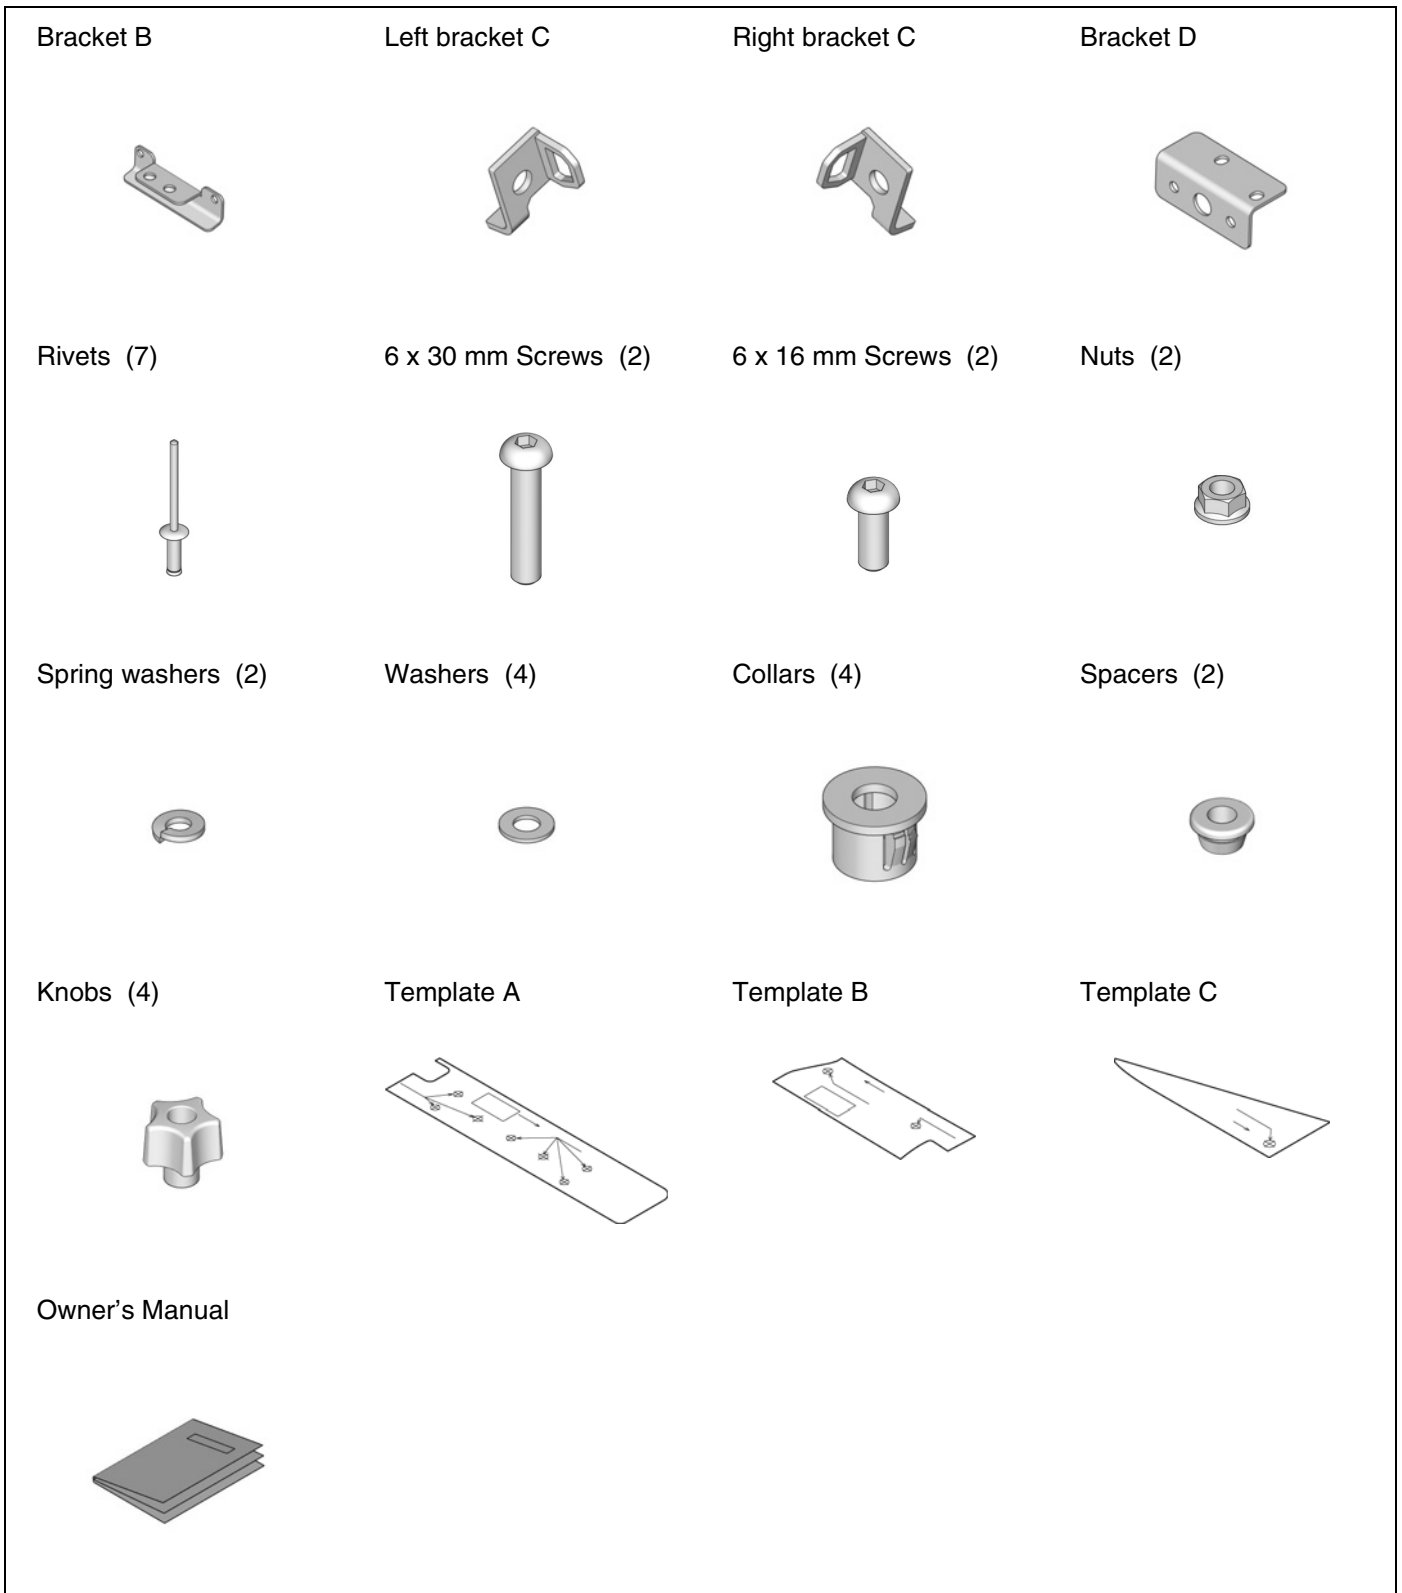 Bracket B
Left bracket C
Right bracket C
Bracket D
Rivets (7)
6 x 30 mm Screws (2)
6 x 16 mm Screws (2)
Nuts (2)
Spring washers (2)
Washers (4)
Collars (4)
Spacers (2)
Knobs (4)
Template A
Template B
Template C
Owner’s Manual